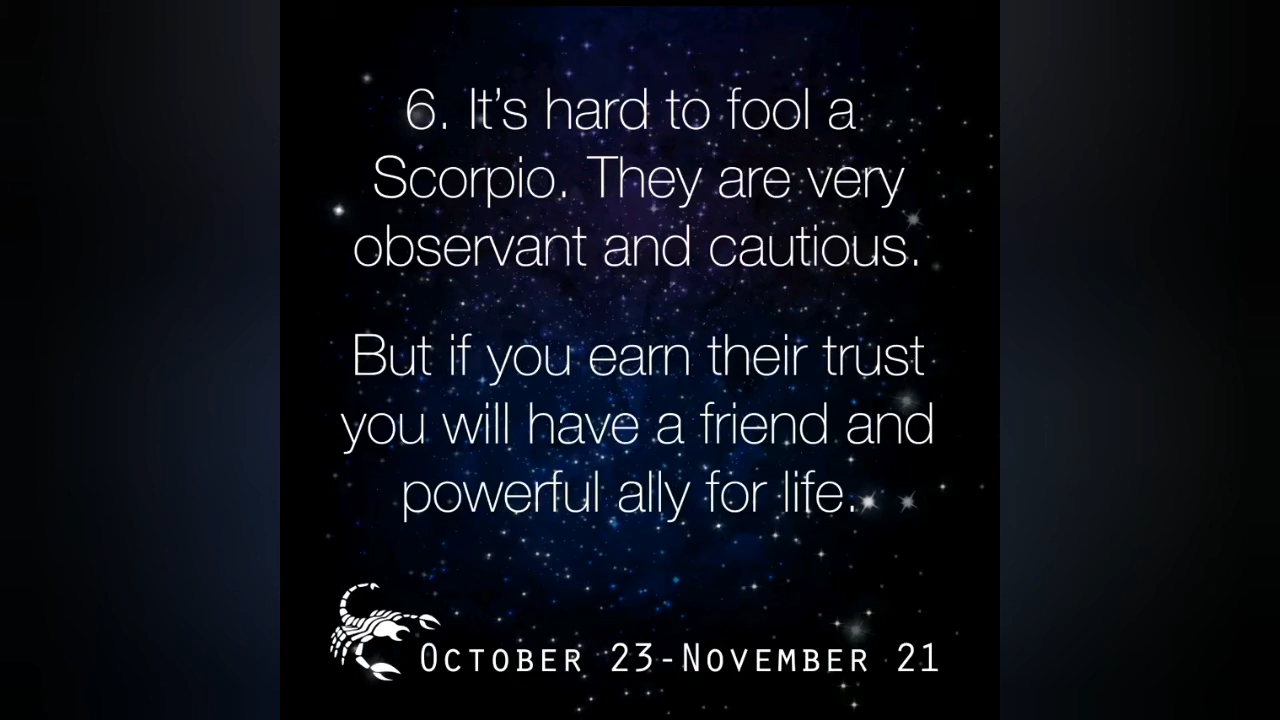 6. It’s hard to fool a
Scorpio. They are very
observant and cautious.
But if you earn their trust
you will have a friend and
powerful ally for life.
October 23-November 21